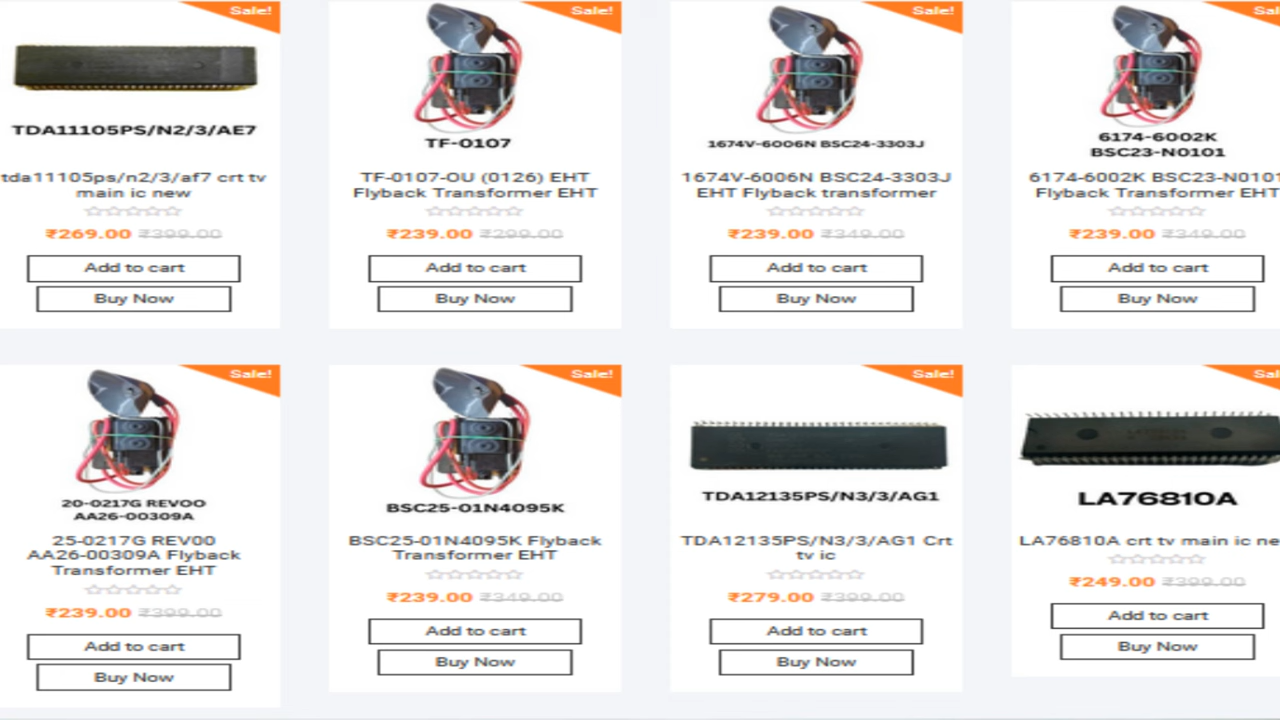 Sale!
TDA11105PS/N2/3/AE7
tda11105ps/n2/3/af7 crt tv
main ic new
₹269.00 ₹399.00
Add to cart
Buy Now
Sale!
TF-0107
TF-0107-OU (0126) EHT
Flyback Transformer EHT
₹239.00 ₹299.00
Add to cart
Buy Now
Sale!
1674V-6006N BSC24-3303J
1674V-6006N BSC24-3303J
EHT Flyback transformer
₹239.00 ₹349.00
Add to cart
Buy Now
Sal
6174-6002K
BSC23-N0101
6174-6002K BSC23-N0101
Flyback Transformer EHT
₹239.00 ₹349.00
Add to cart
Buy Now
Sale!
20-0217G REVOO
AA26-00309A
25-0217G REV00
AA26-00309A Flyback
Transformer EHT
₹239.00 ₹399.00
Add to cart
Buy Now
Sale!
BSC25-01N4095K
BSC25-01N4095K Flyback
Transformer EHT
₹239.00 ₹349.00
Add to cart
Buy Now
Sale!
TDA12135PS/N3/3/AG1
TDA12135PS/N3/3/AG1 Crt
tv ic
₹279.00 ₹399.00
Add to cart
Buy Now
Sal
LA76810A
LA76810A crt tv main ic ne
₹249.00 ₹399.00
Add to cart
Buy Now